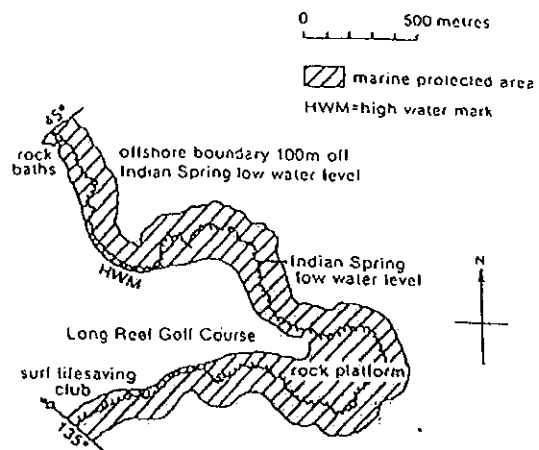 0 500 metres
marine protected area
HWM=high water mark
45°
rock baths
offshore boundary 100m off
Indian Spring low water level
HWM
Indian Spring
low water level
N
Long Reef Golf Course
surf lifesaving
club
rock platform
135°